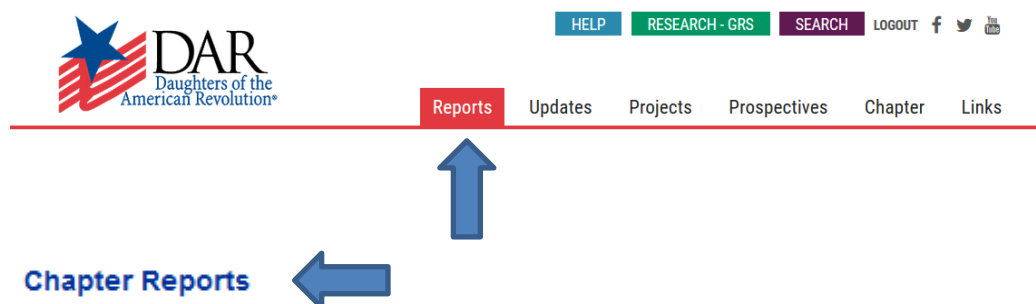 HELP RESEARCH - GRS SEARCH LOGOUT f You Tube
DAR
Daughters of the
American Revolution®
Reports Updates Projects Prospectives Chapter Links
Chapter Reports